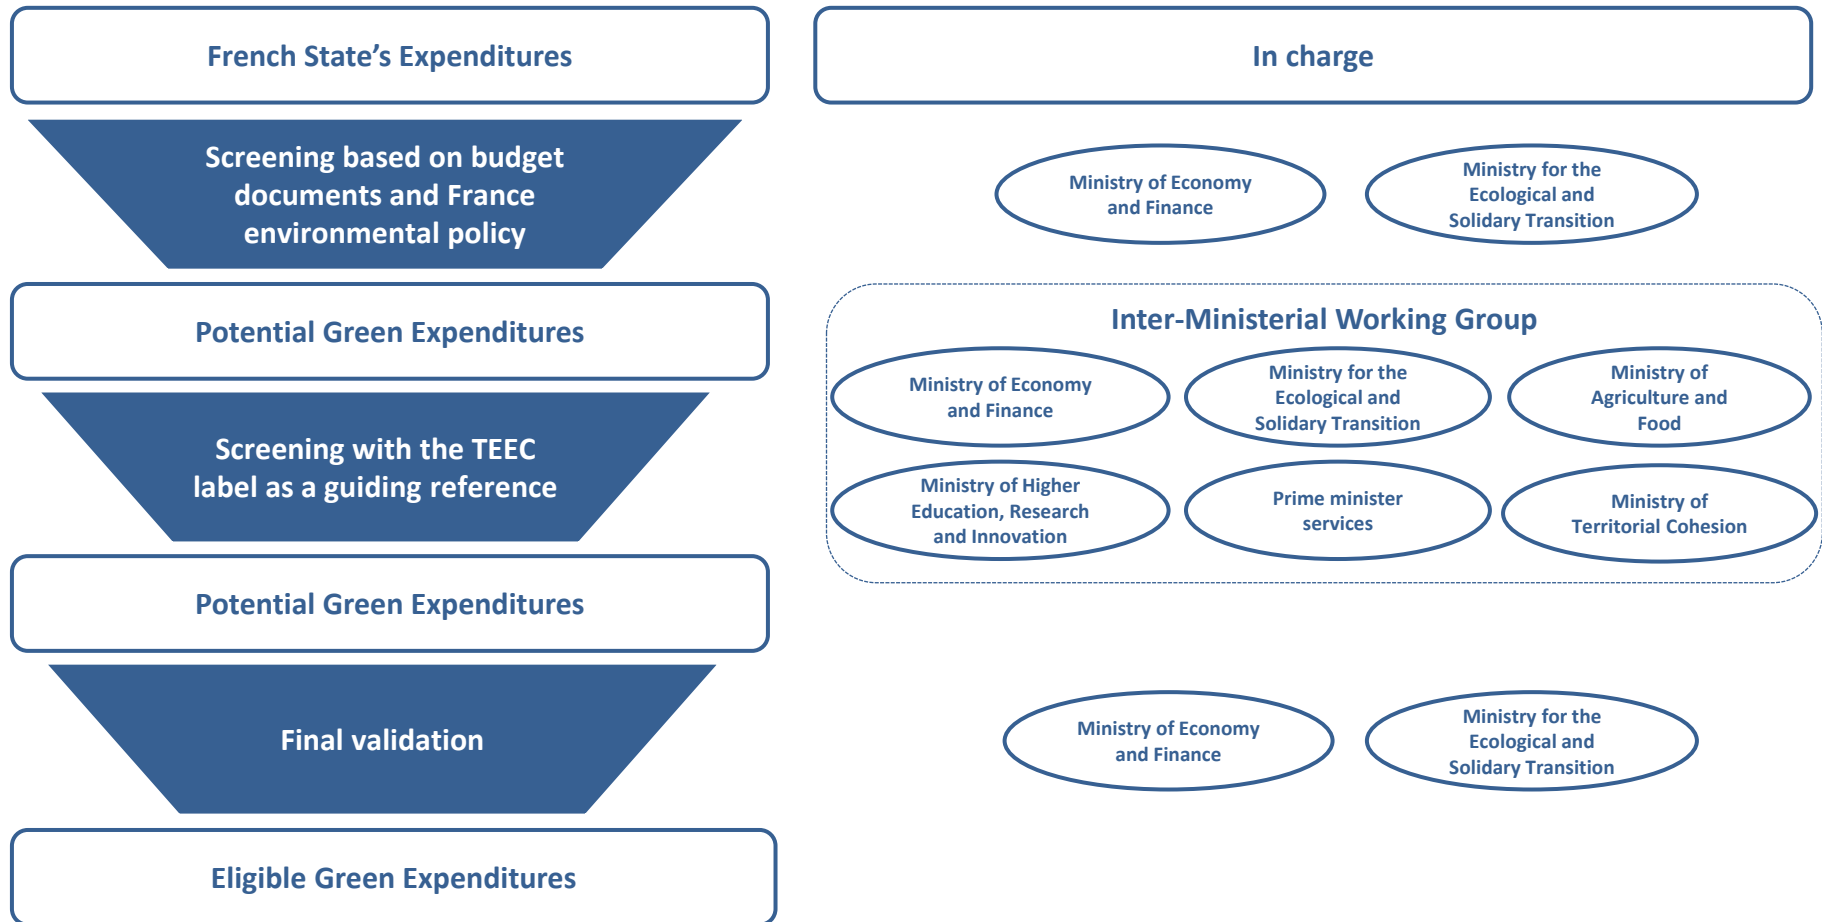 French State’s Expenditures
In charge
Screening based on budget
documents and France
environmental policy
Ministry of Economy
and Finance
Ministry for the
Ecological and
Solidary Transition
Potential Green Expenditures
Inter-Ministerial Working Group
Ministry of Economy
and Finance
Ministry for the
Ecological and
Solidary Transition
Ministry of
Agriculture and
Food
Screening with the TEEC
label as a guiding reference
Ministry of Higher
Education, Research
and Innovation
Prime minister
services
Ministry of
Territorial Cohesion
Potential Green Expenditures
Final validation
Ministry of Economy
and Finance
Ministry for the
Ecological and
Solidary Transition
Eligible Green Expenditures